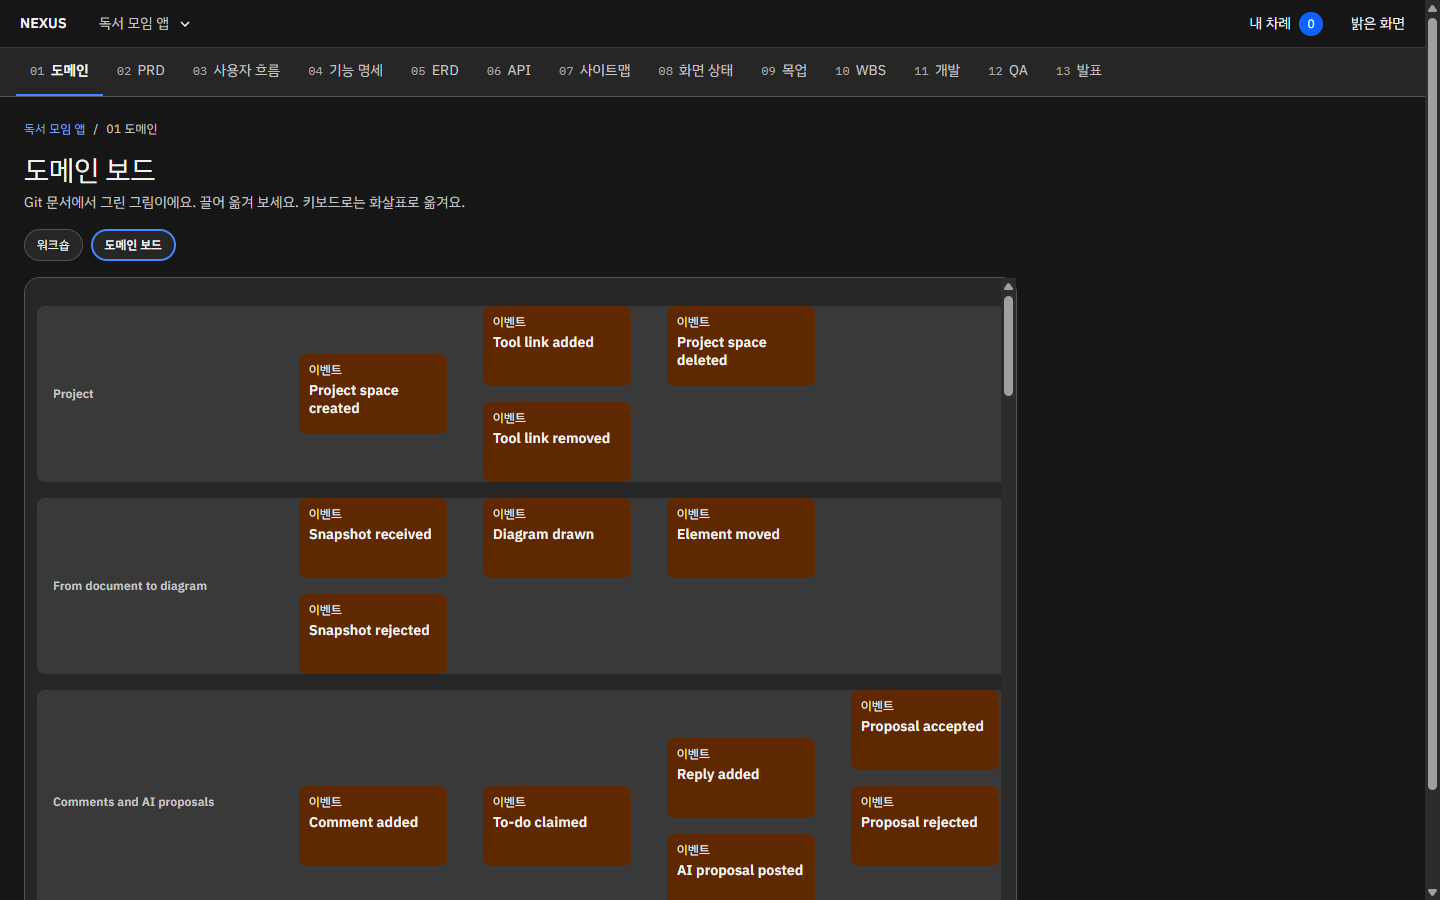 NEXUS 독서 모임 앱 내 차례 0 밝은 화면
01 도메인 02 PRD 03 사용자 흐름 04 기능 명세 05 ERD 06 API 07 사이트맵 08 화면 상태 09 목업 10 WBS 11 개발 12 QA 13 발표
독서 모임 앱 / 01 도메인
도메인 보드
Git 문서에서 그린 그림이에요. 끌어 옮겨 보세요. 키보드로는 화살표로 옮겨요.
워크숍 도메인 보드
Project
이벤트
Project space
created
이벤트
Tool link added
이벤트
Tool link removed
이벤트
Project space
deleted
From document to diagram
이벤트
Snapshot received
이벤트
Snapshot rejected
이벤트
Diagram drawn
이벤트
Element moved
Comments and AI proposals
이벤트
Comment added
이벤트
To-do claimed
이벤트
Reply added
이벤트
AI proposal posted
이벤트
Proposal accepted
이벤트
Proposal rejected